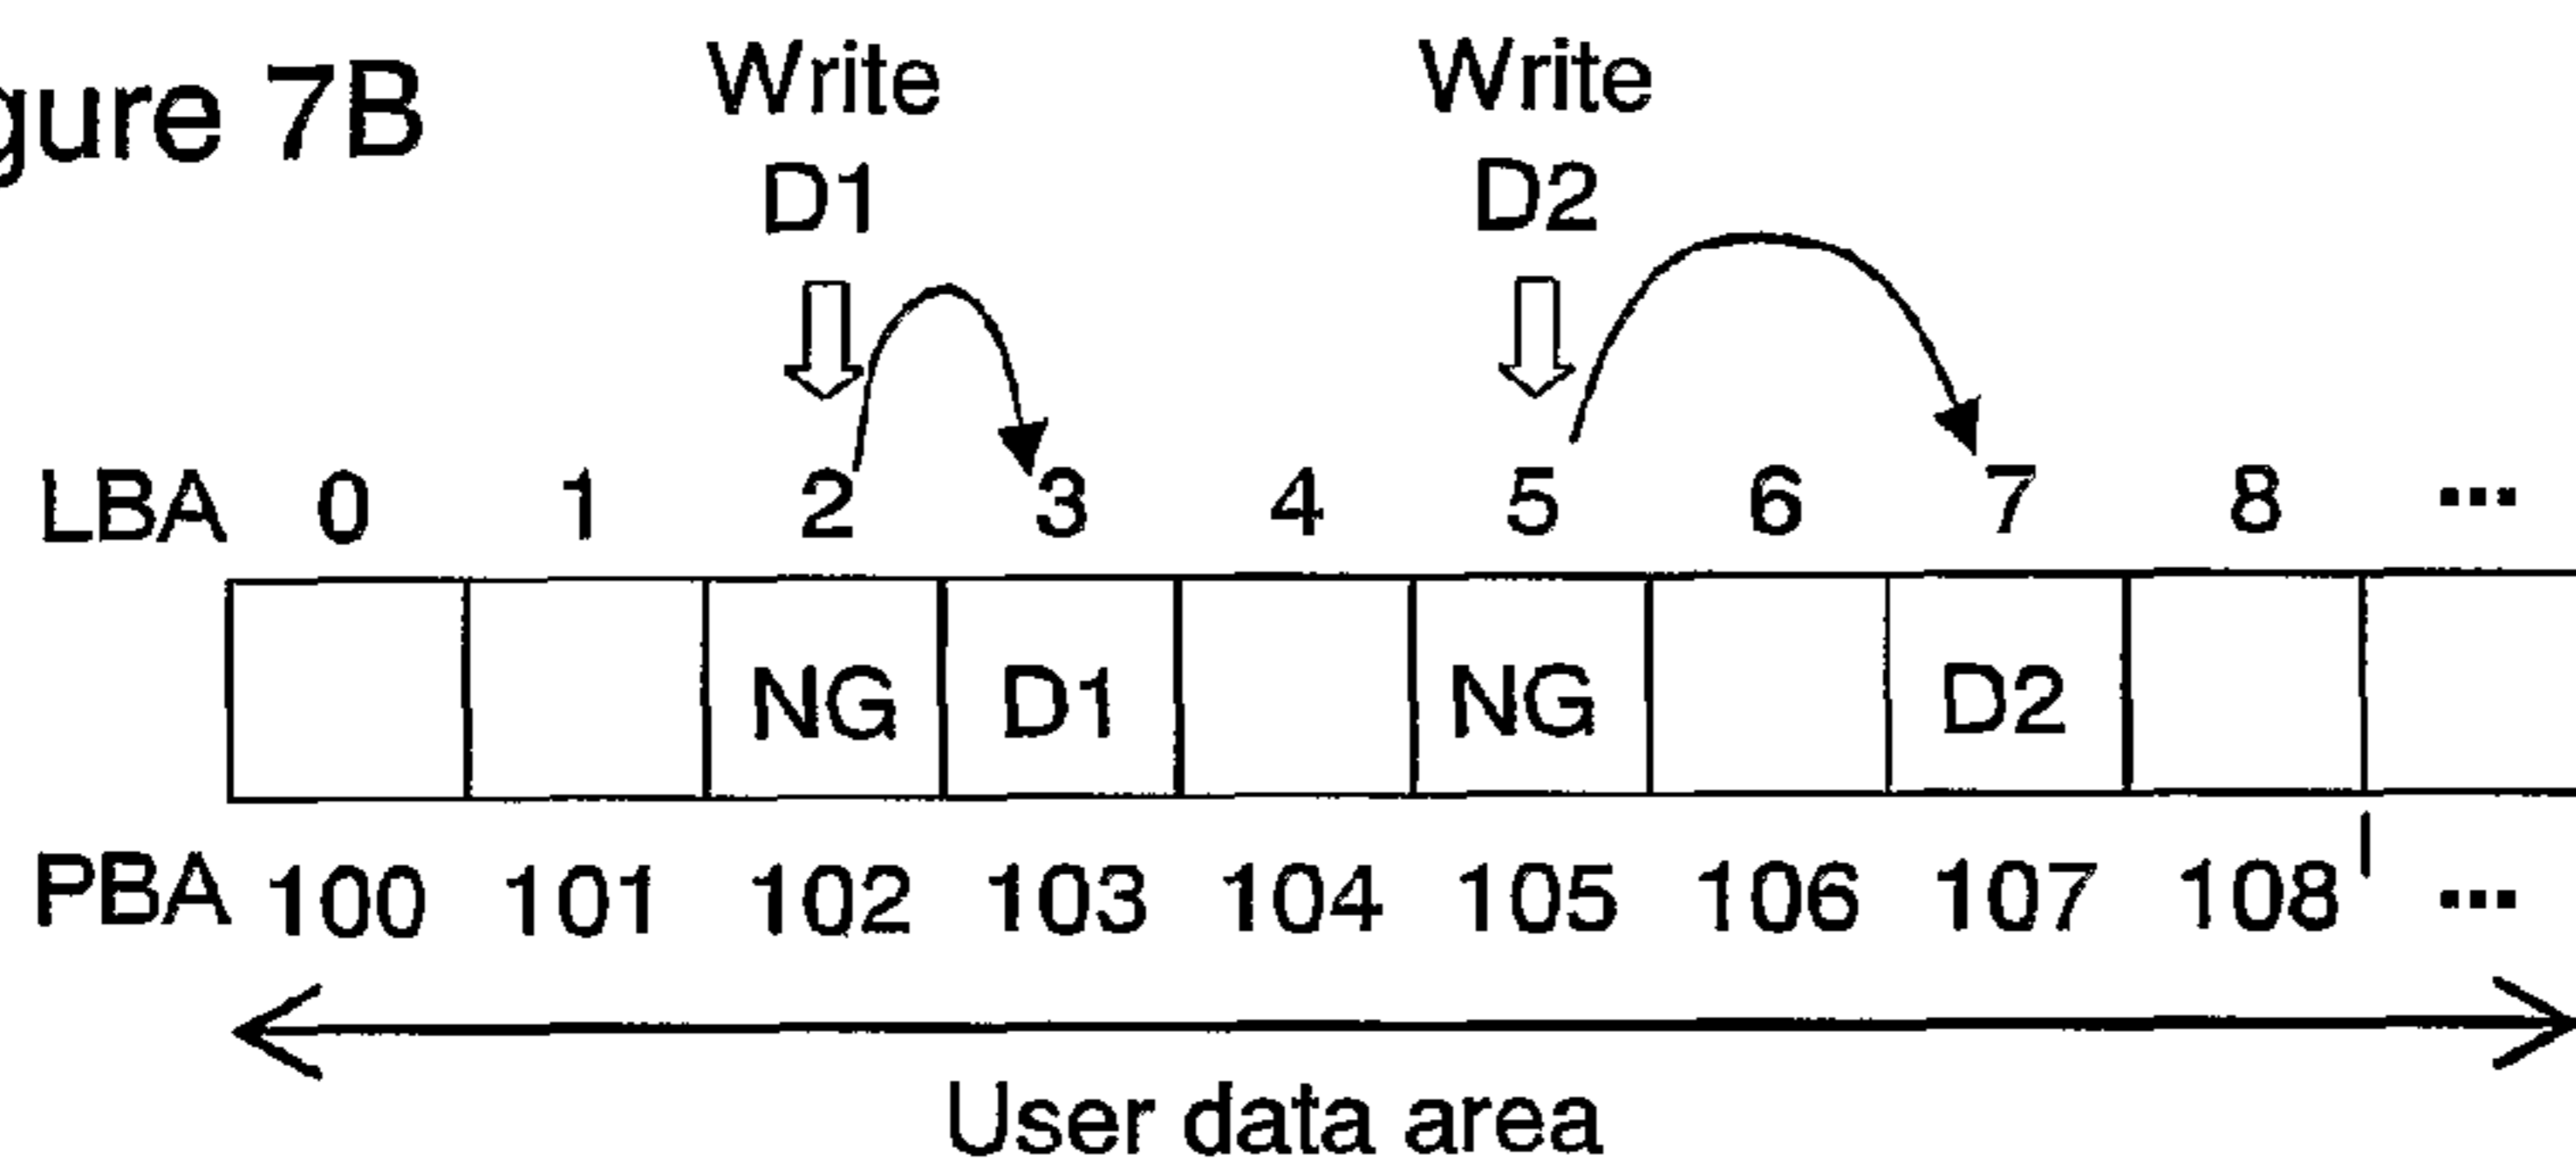 gure 7B
Write Write
D1 D2
LBA 0 1 2 3 4 5 6 7 8 ...
NG D1 NG D2
PBA 100 101 102 103 104 105 106 107 108 ...
User data area